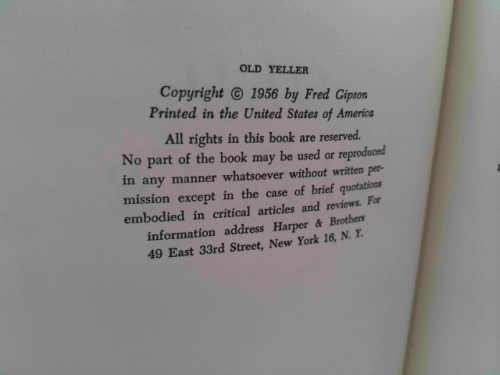 OLD YELLER
Copyright © 1956 by Fred Gipson
Printed in the United States of America
All rights in this book are reserved.
No part of the book may be used or reproduced
in any manner whatsoever without written per-
mission except in the case of brief quotations
embodied in critical articles and reviews. For
information address Harper & Brothers
49 East 33rd Street, New York 16, N. Y.